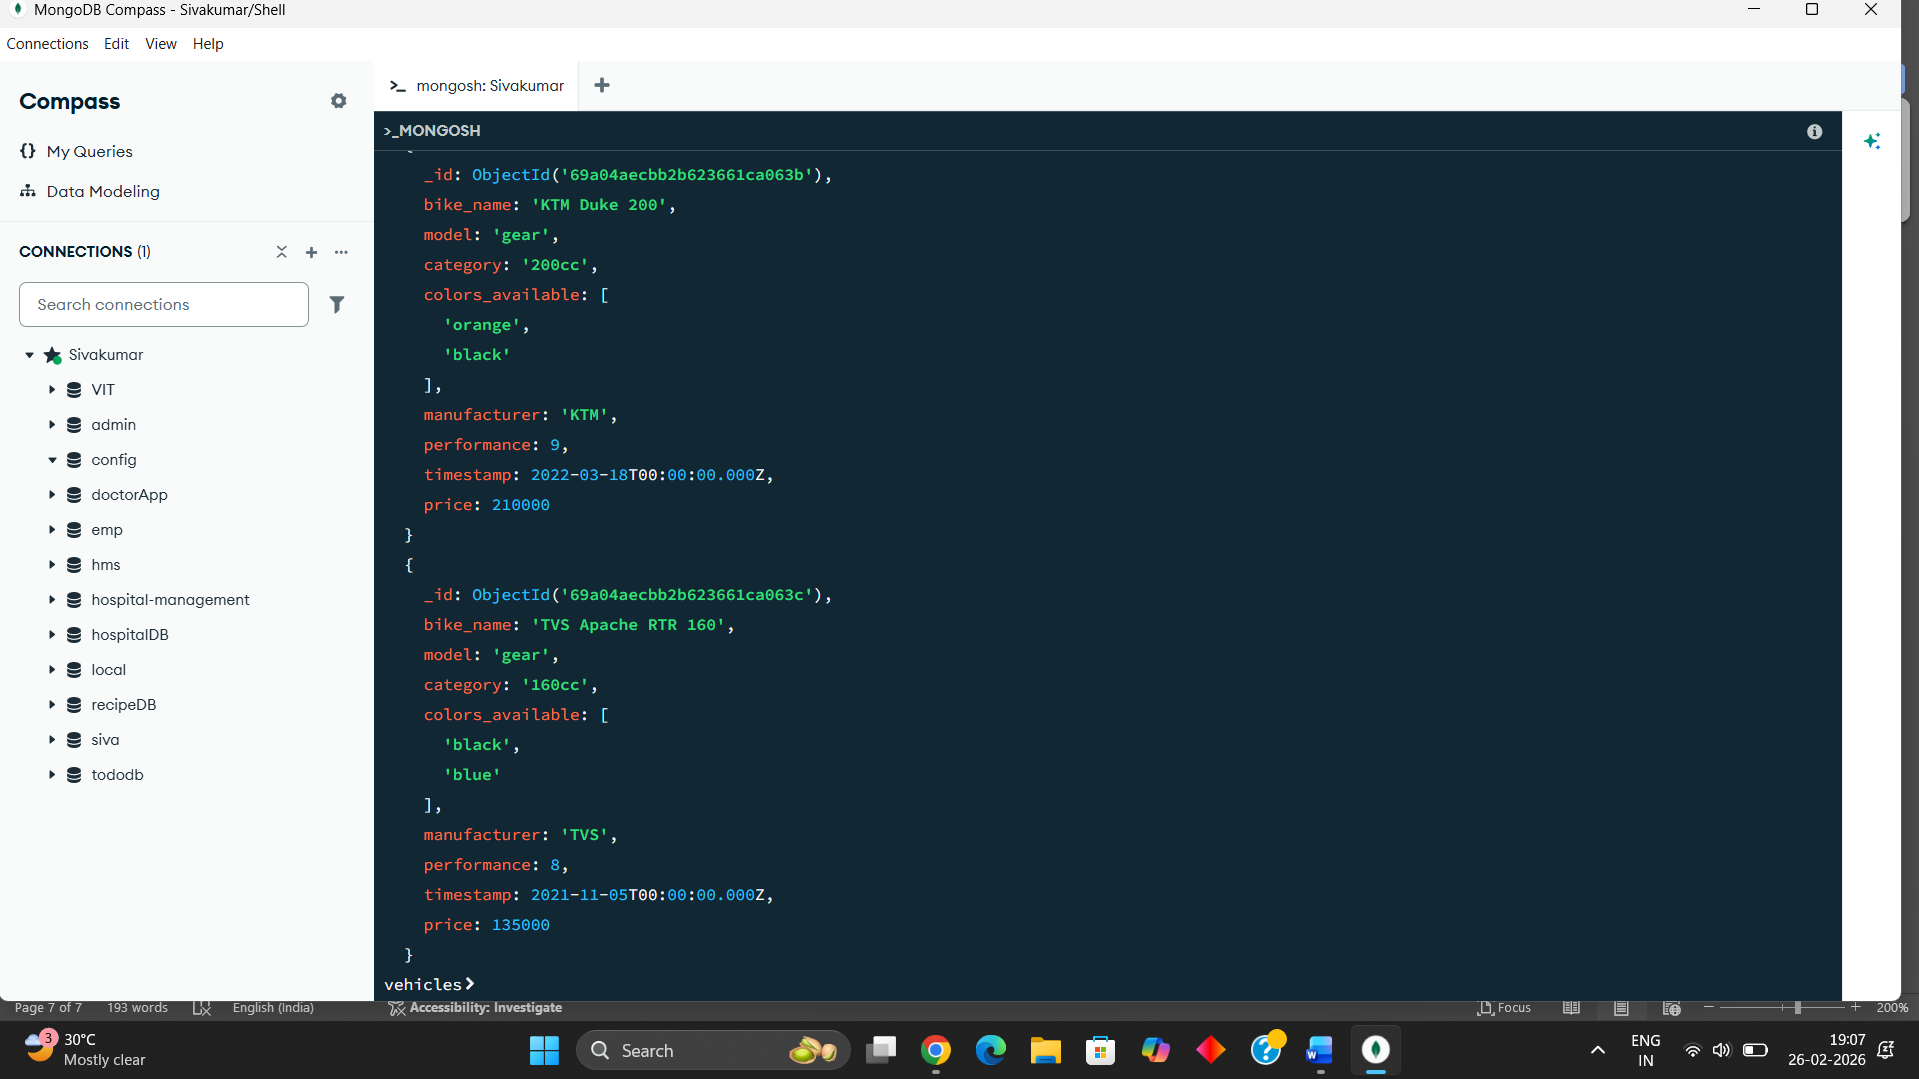 MongoDB Compass - Sivakumar/Shell
Connections Edit View Help
Compass
My Queries
Data Modeling
CONNECTIONS (1)
Search connections
Sivakumar
VIT
admin
config
doctorApp
emp
hms
hospital-management
hospitalDB
local
recipeDB
siva
tododb
>_ mongosh: Sivakumar +
>_MONGOSH
{
_id: ObjectId('69a04aecbb2b623661ca063b'),
bike_name: 'KTM Duke 200',
model: 'gear',
category: '200cc',
colors_available: [
'orange',
'black'
],
manufacturer: 'KTM',
performance: 9,
timestamp: 2022-03-18T00:00:00.000Z,
price: 210000
}
{
_id: ObjectId('69a04aecbb2b623661ca063c'),
bike_name: 'TVS Apache RTR 160',
model: 'gear',
category: '160cc',
colors_available: [
'black',
'blue'
],
manufacturer: 'TVS',
performance: 8,
timestamp: 2021-11-05T00:00:00.000Z,
price: 135000
}
vehicles>
Page 7 of 7 193 words English (India) Accessibility: Investigate Focus 200%
3 30°C
Mostly clear
Search
ENG
IN
19:07
26-02-2026